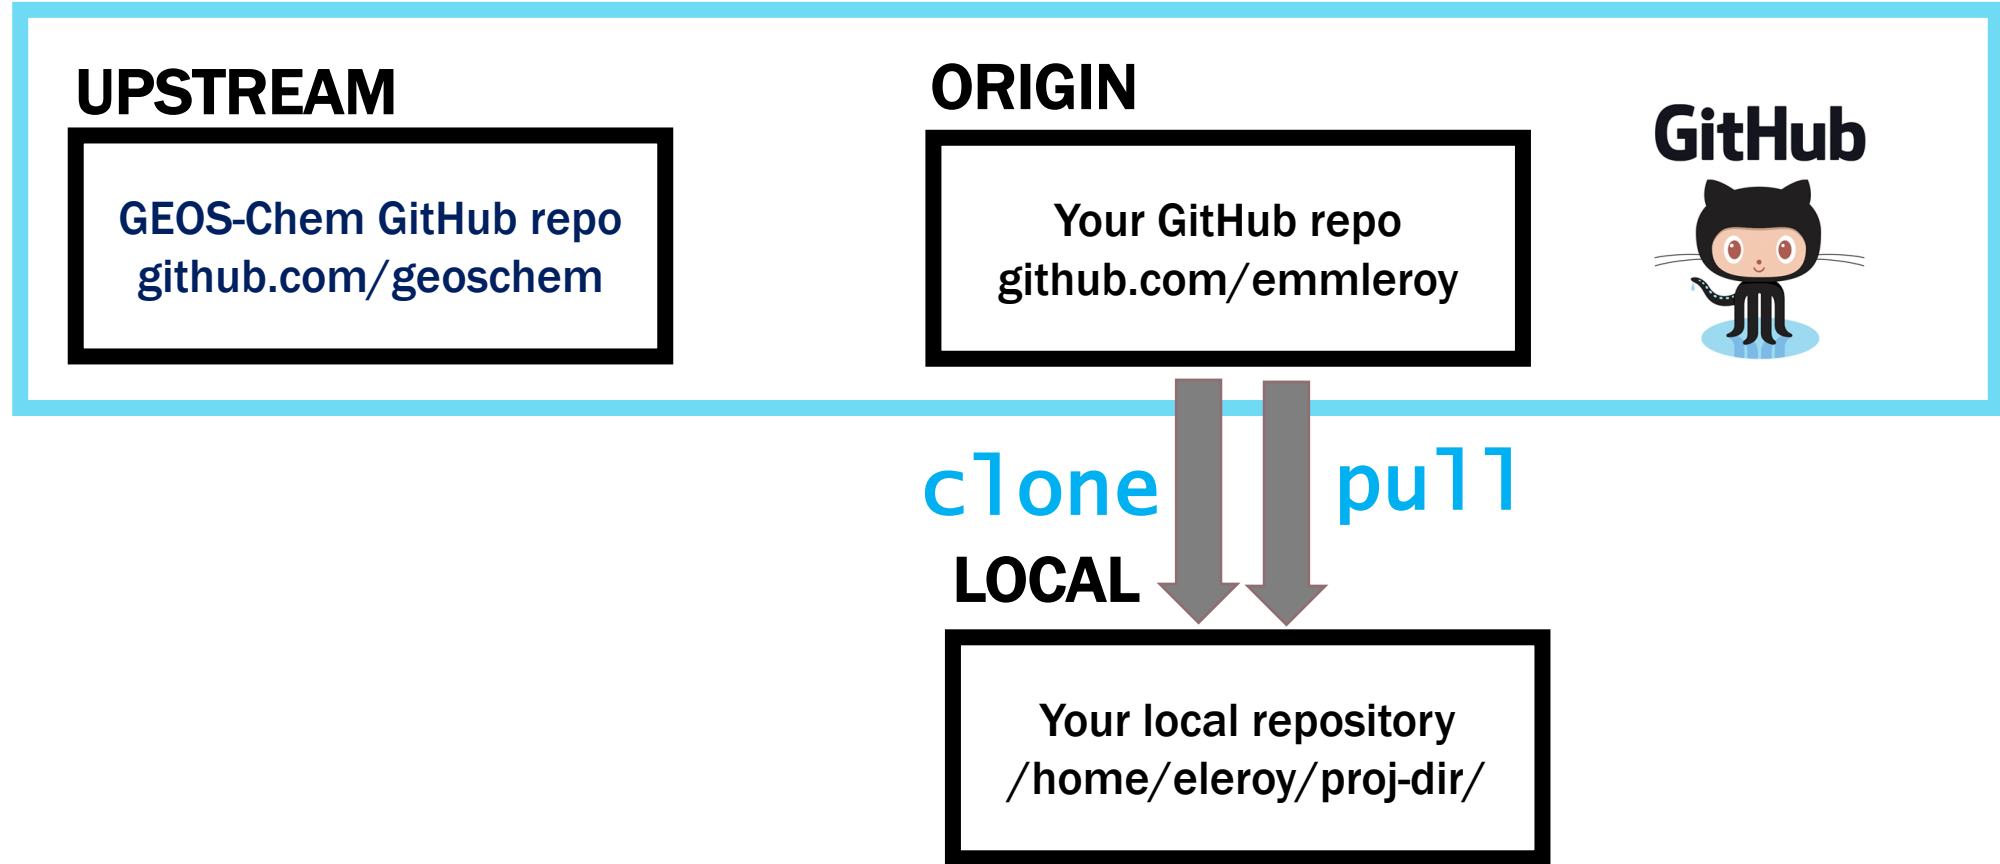 UPSTREAM
GEOS-Chem GitHub repo
github.com/geoschem
ORIGIN
Your GitHub repo
github.com/emmleroy
GitHub
clone
pull
LOCAL
Your local repository
/home/eleroy/proj-dir/